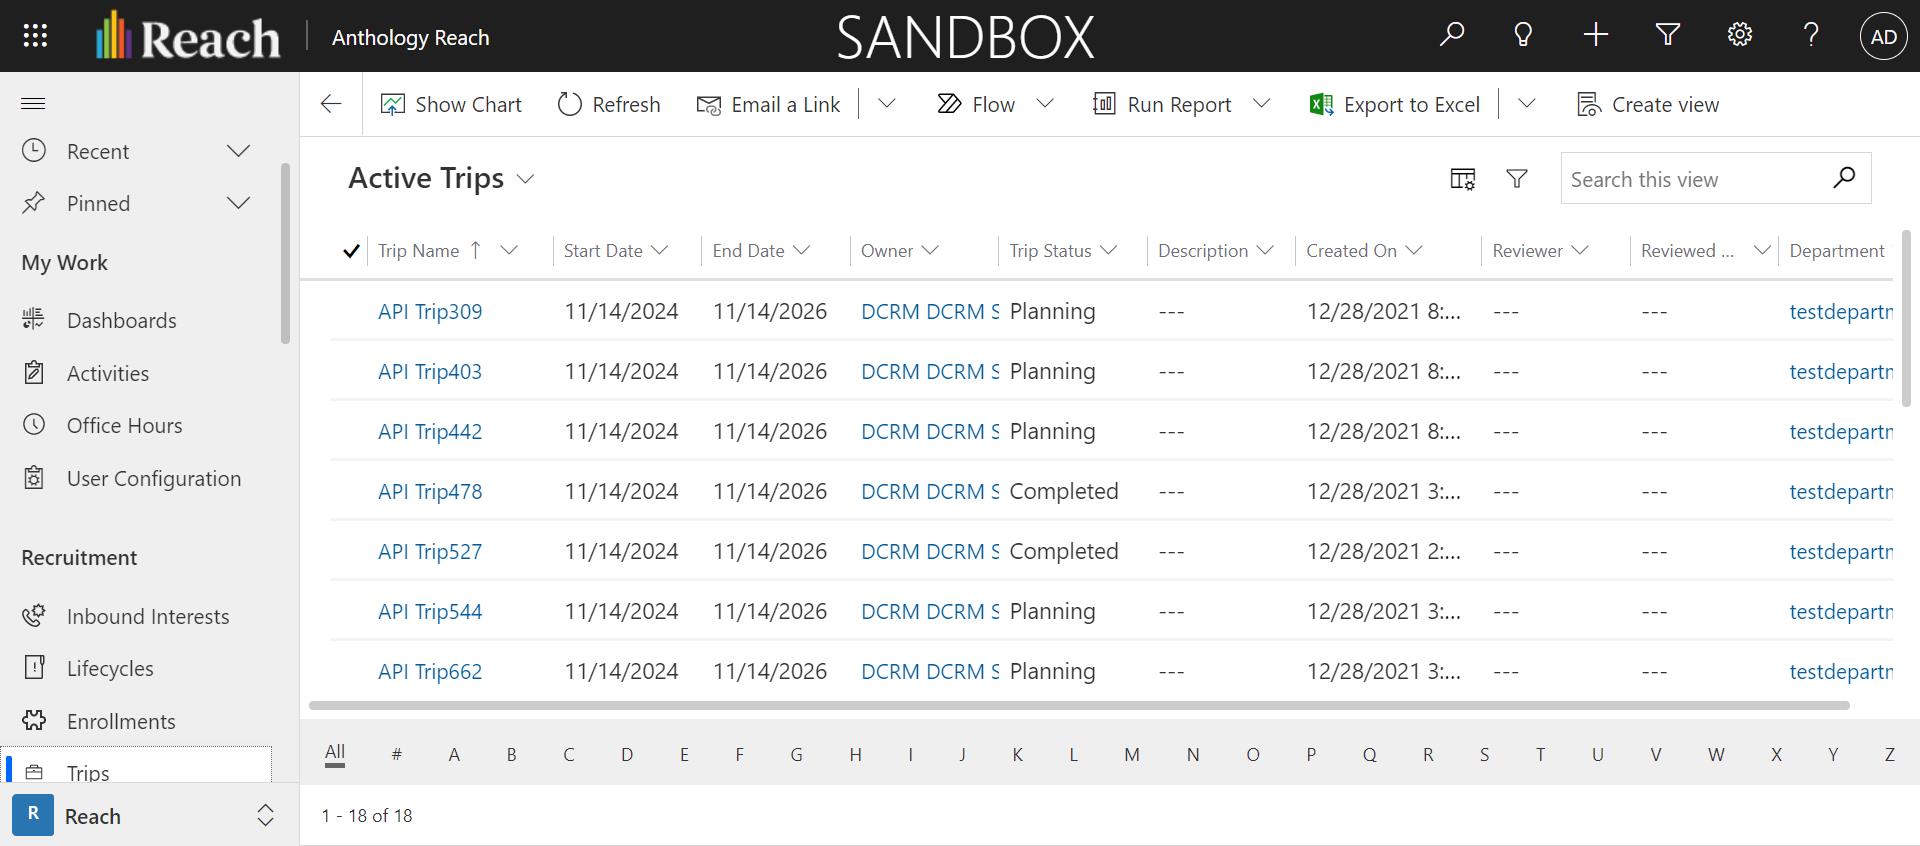 Reach
Anthology Reach
SANDBOX
AD
Show Chart
Refresh
Email a Link
Flow
Run Report
Export to Excel
Create view
Recent
Pinned
My Work
Dashboards
Activities
Office Hours
User Configuration
Recruitment
Inbound Interests
Lifecycles
Enrollments
Trips
R Reach
Active Trips
Search this view
Trip Name Start Date End Date Owner Trip Status Description Created On Reviewer Reviewed ... Department
API Trip309 11/14/2024 11/14/2026 DCRM DCRM S Planning --- 12/28/2021 8:... --- --- testdepartm
API Trip403 11/14/2024 11/14/2026 DCRM DCRM S Planning --- 12/28/2021 8:... --- --- testdepartm
API Trip442 11/14/2024 11/14/2026 DCRM DCRM S Planning --- 12/28/2021 8:... --- --- testdepartm
API Trip478 11/14/2024 11/14/2026 DCRM DCRM S Completed --- 12/28/2021 3:... --- --- testdepartm
API Trip527 11/14/2024 11/14/2026 DCRM DCRM S Completed --- 12/28/2021 2:... --- --- testdepartm
API Trip544 11/14/2024 11/14/2026 DCRM DCRM S Planning --- 12/28/2021 3:... --- --- testdepartm
API Trip662 11/14/2024 11/14/2026 DCRM DCRM S Planning --- 12/28/2021 3:... --- --- testdepartm
All # A B C D E F G H I J K L M N O P Q R S T U V W X Y Z
1 - 18 of 18